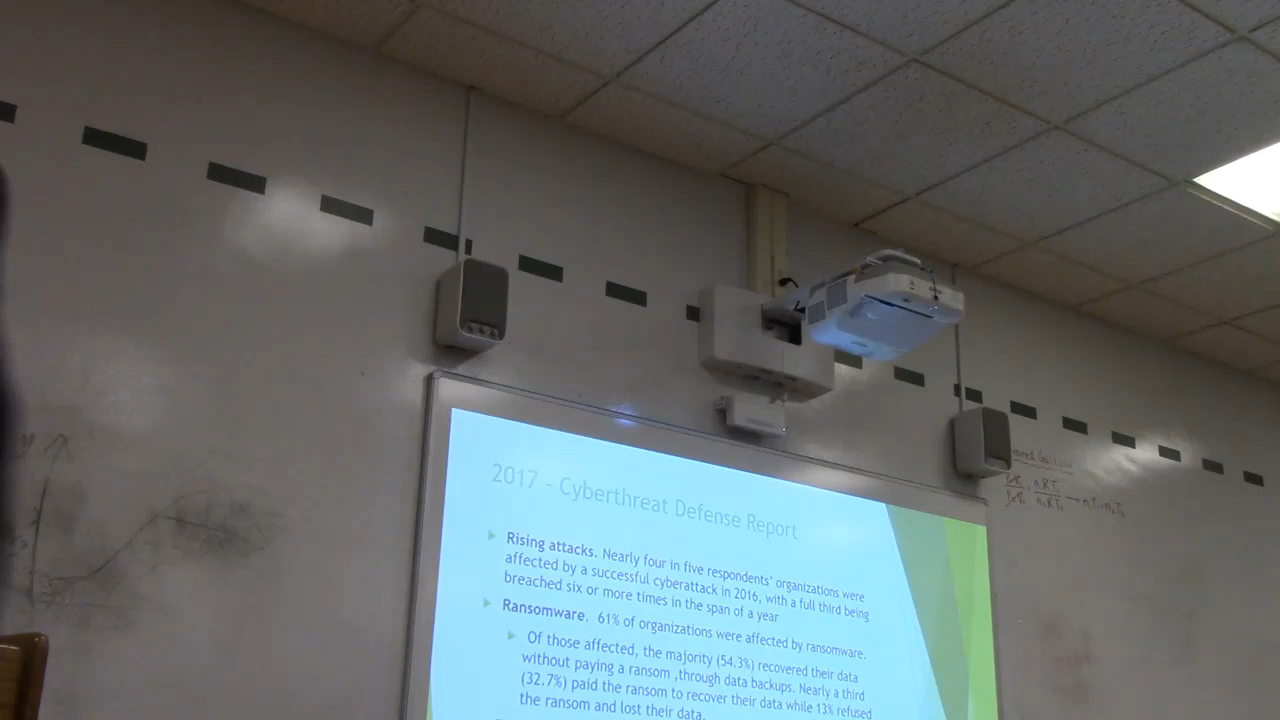 2017 - Cyberthreat Defense Report
Rising attacks. Nearly four in five respondents' organizations were
affected by a successful cyberattack in 2016, with a full third being
breached six or more times in the span of a year
Ransomware. 61% of organizations were affected by ransomware.
Of those affected, the majority (54.3%) recovered their data
without paying a ransom ,through data backups. Nearly a third
(32.7%) paid the ransom to recover their data while 13% refused
the ransom and lost their data.